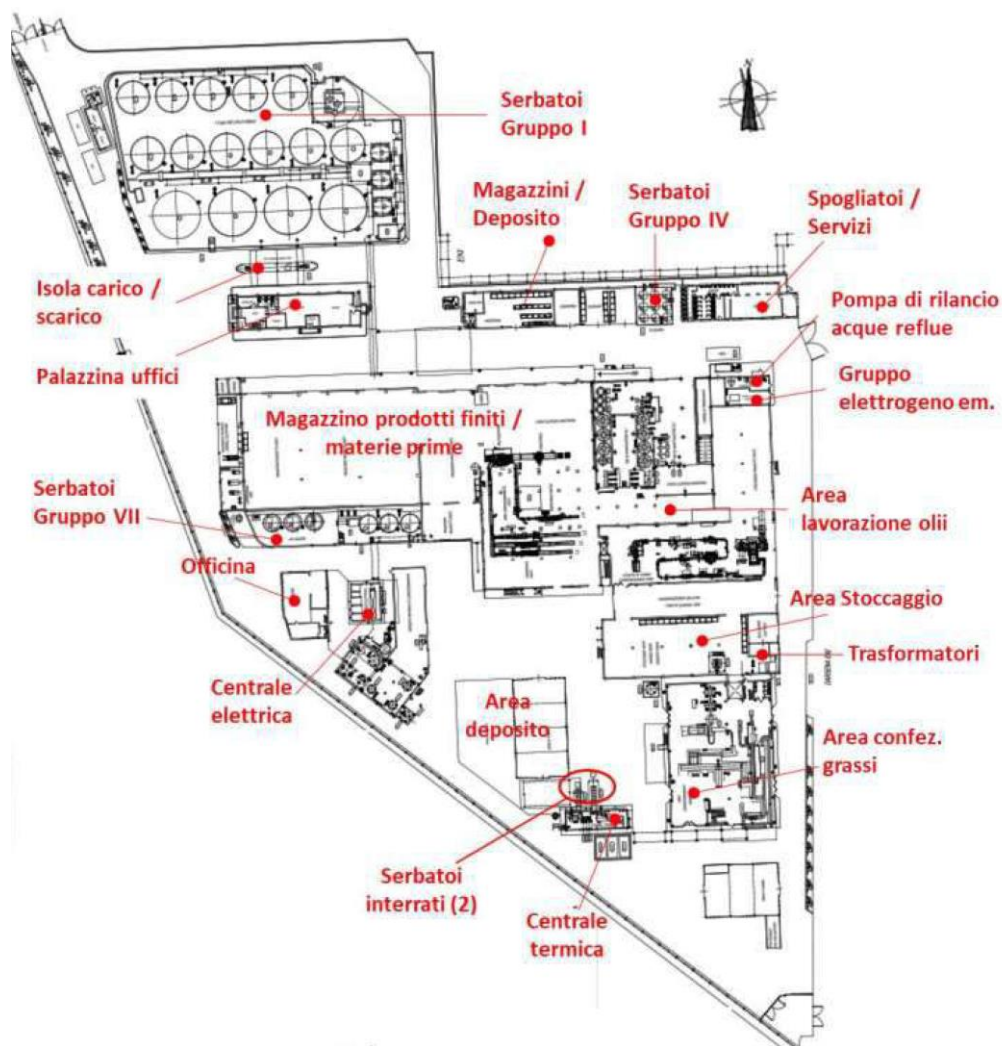 N
Serbatoi
Gruppo I
Magazzini /
Deposito
Serbatoi
Gruppo IV
Spogliatoi /
Servizi
Isola carico /
scarico
Pompa di rilancio
acque reflue
Palazzina uffici
Gruppo
elettrogeno em.
Magazzino prodotti finiti /
materie prime
Serbatoi
Gruppo VII
Area
lavorazione olii
Officina
Area Stoccaggio
Trasformatori
Centrale
elettrica
Area
deposito
Area confez.
grassi
Serbatoi
interrati (2)
Centrale
termica